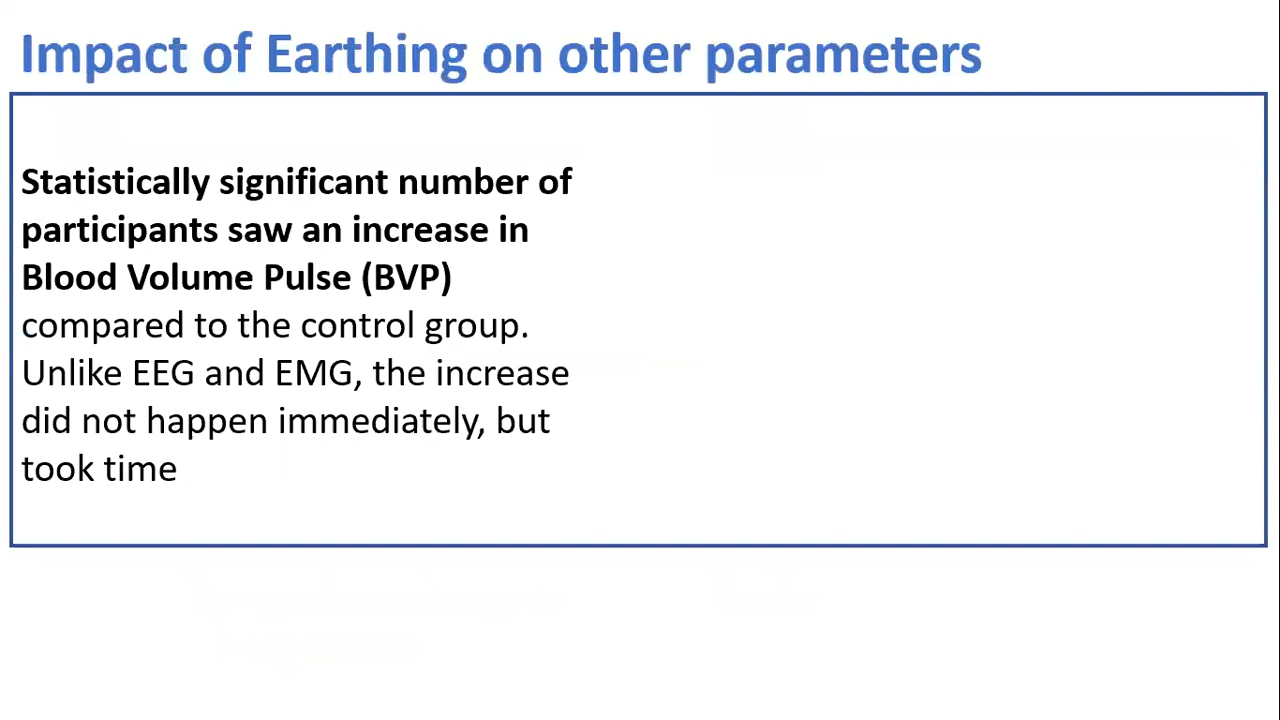 Impact of Earthing on other parameters
Statistically significant number of
participants saw an increase in
Blood Volume Pulse (BVP)
compared to the control group.
Unlike EEG and EMG, the increase
did not happen immediately, but
took time